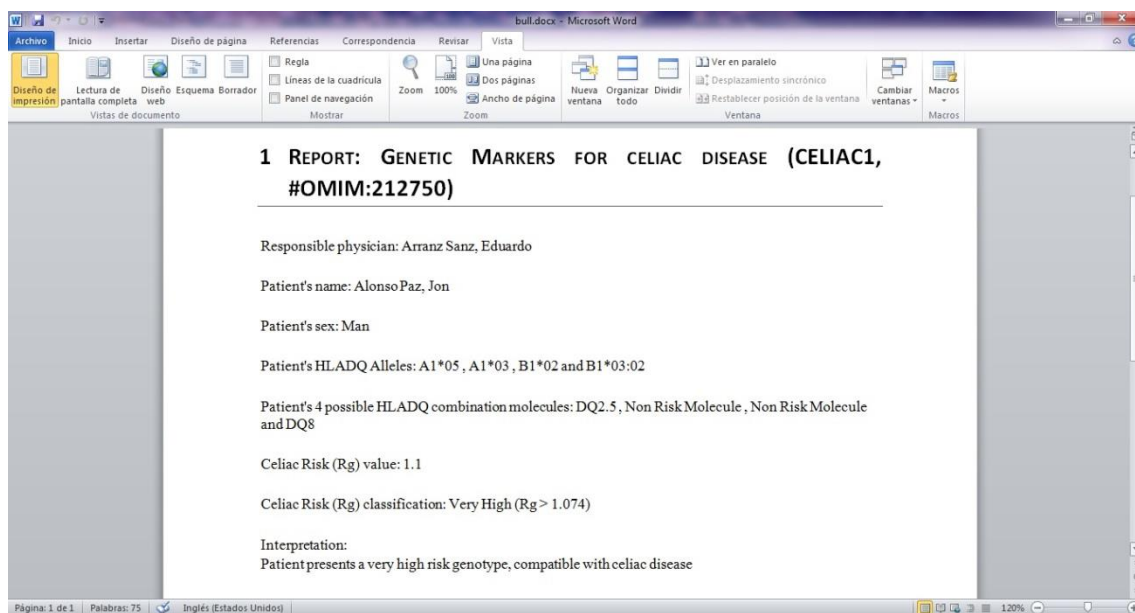 bull.docx - Microsoft Word
Archivo Inicio Insertar Diseño de página Referencias Correspondencia Revisar Vista
Diseño de impresión
Lectura de pantalla completa
Diseño web
Esquema
Borrador
Vistas de documento
Regla
Líneas de la cuadrícula
Panel de navegación
Mostrar
Zoom
100%
Una página
Dos páginas
Ancho de página
Zoom
Nueva ventana
Organizar todo
Dividir
Ver en paralelo
Desplazamiento sincrónico
Restablecer posición de la ventana
Cambiar ventanas
Ventana
Macros
Macros
1 REPORT: GENETIC MARKERS FOR CELIAC DISEASE (CELIAC1,
#OMIM:212750)
Responsible physician: Arranz Sanz, Eduardo
Patient's name: Alonso Paz, Jon
Patient's sex: Man
Patient's HLADQ Alleles: A1*05 , A1*03 , B1*02 and B1*03:02
Patient's 4 possible HLADQ combination molecules: DQ2.5 , Non Risk Molecule , Non Risk Molecule
and DQ8
Celiac Risk (Rg) value: 1.1
Celiac Risk (Rg) classification: Very High (Rg > 1.074)
Interpretation:
Patient presents a very high risk genotype, compatible with celiac disease
Página: 1 de 1 Palabras: 75 Inglés (Estados Unidos) 120%